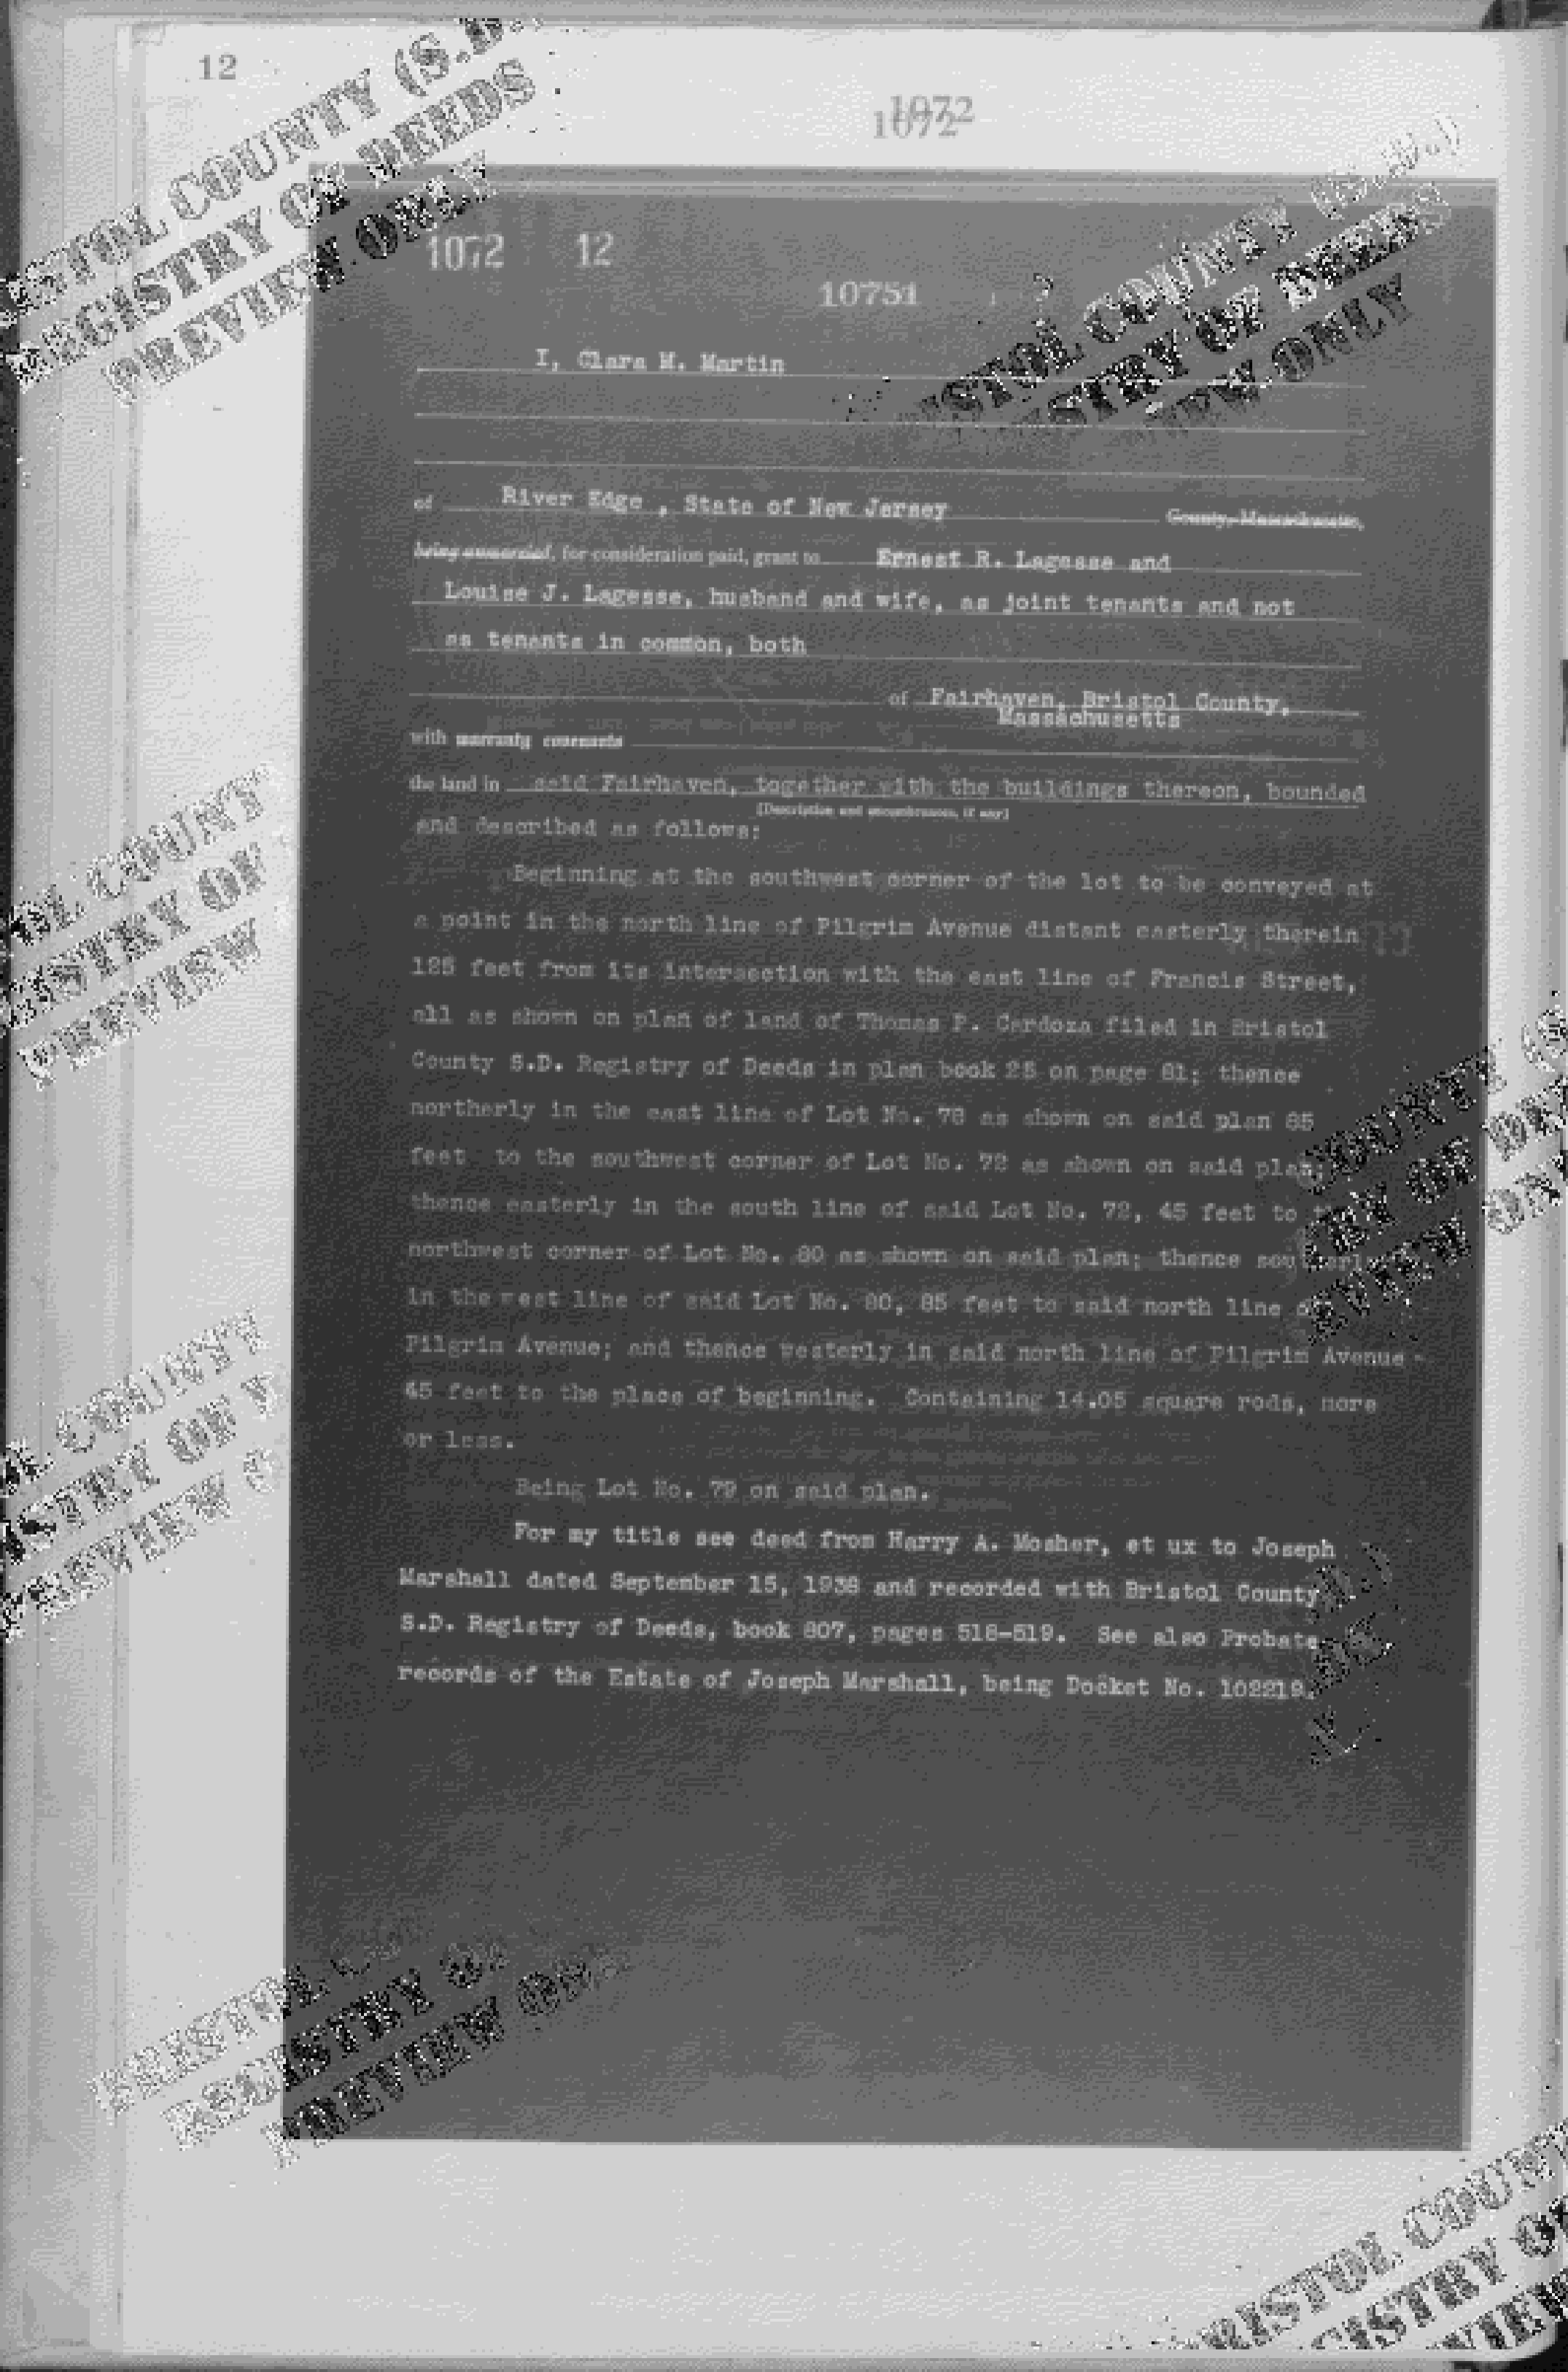 12
BRISTOL COUNTY (S.D.)
REGISTRY OF DEEDS
PREVIEW ONLY
1072
1072 12
10751
I, Clara M. Martin
of River Edge , State of New Jersey County, Massachusetts,
being unmarried, for consideration paid, grant to Ernest R. Lagesse and
Louise J. Lagesse, husband and wife, as joint tenants and not
as tenants in common, both
of Fairhaven, Bristol County,
Massachusetts
with warranty covenants
the land in said Fairhaven, together with the buildings thereon, bounded
[Description and encumbrances, if any]
and described as follows:
Beginning at the southwest corner of the lot to be conveyed at
a point in the north line of Pilgrim Avenue distant easterly therein
125 feet from its intersection with the east line of Francis Street,
all as shown on plan of land of Thomas P. Cardoza filed in Bristol
County S.D. Registry of Deeds in plan book 25 on page 81; thence
northerly in the east line of Lot No. 78 as shown on said plan 85
feet to the southwest corner of Lot No. 72 as shown on said plan;
thence easterly in the south line of said Lot No. 72, 45 feet to
northwest corner of Lot No. 80 as shown on said plan; thence southerly
in the west line of said Lot No. 80, 85 feet to said north line of
Pilgrim Avenue; and thence westerly in said north line of Pilgrim Avenue
45 feet to the place of beginning. Containing 14.05 square rods, more
or less.
Being Lot No. 79 on said plan.
For my title see deed from Harry A. Mosher, et ux to Joseph
Marshall dated September 15, 1938 and recorded with Bristol County
S.D. Registry of Deeds, book 807, pages 518-519. See also Probate
records of the Estate of Joseph Marshall, being Docket No. 102219.